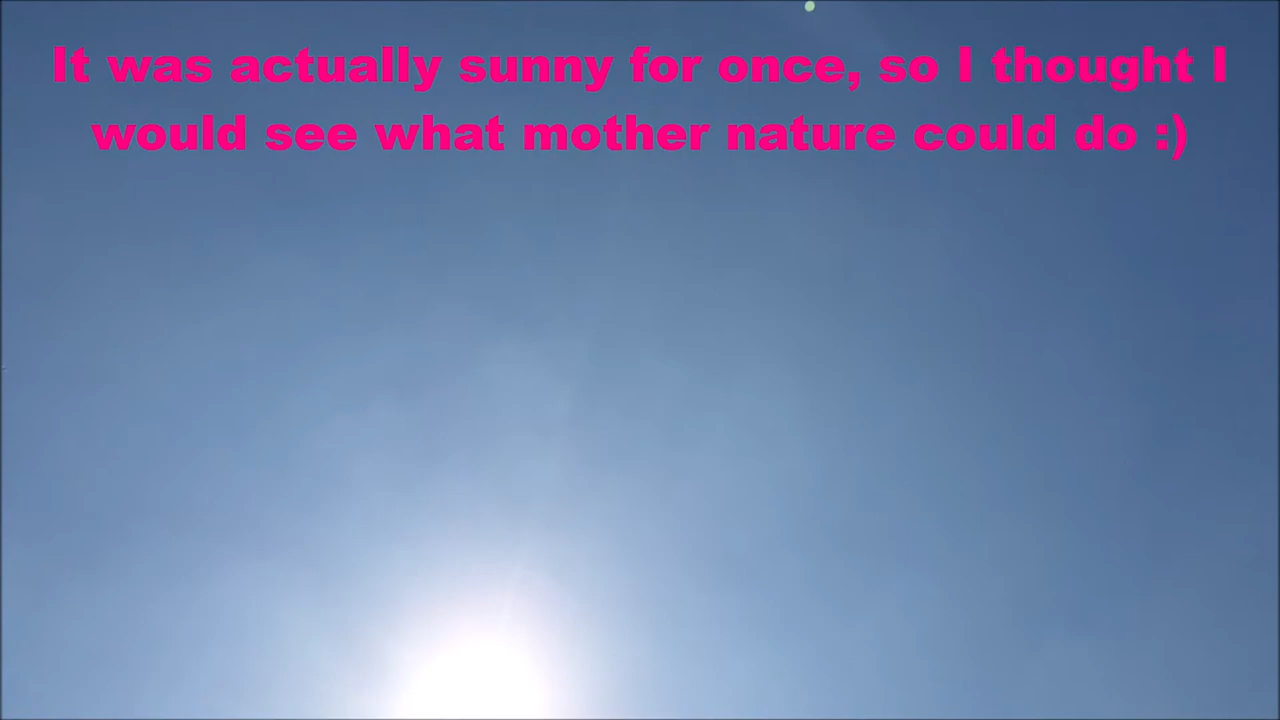 It was actually sunny for once, so I thought I
would see what mother nature could do :)